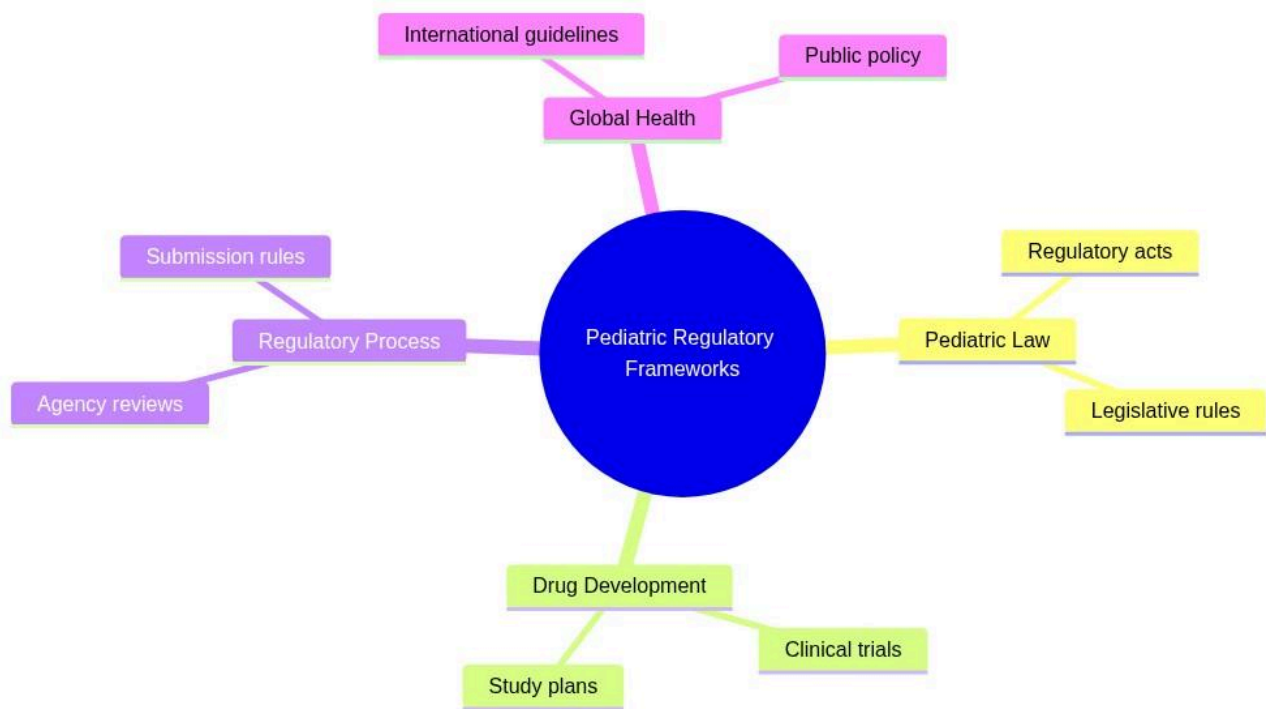 International guidelines
Public policy
Global Health
Submission rules
Regulatory acts
Regulatory Process
Pediatric Regulatory
Frameworks
Pediatric Law
Agency reviews
Legislative rules
Drug Development
Clinical trials
Study plans